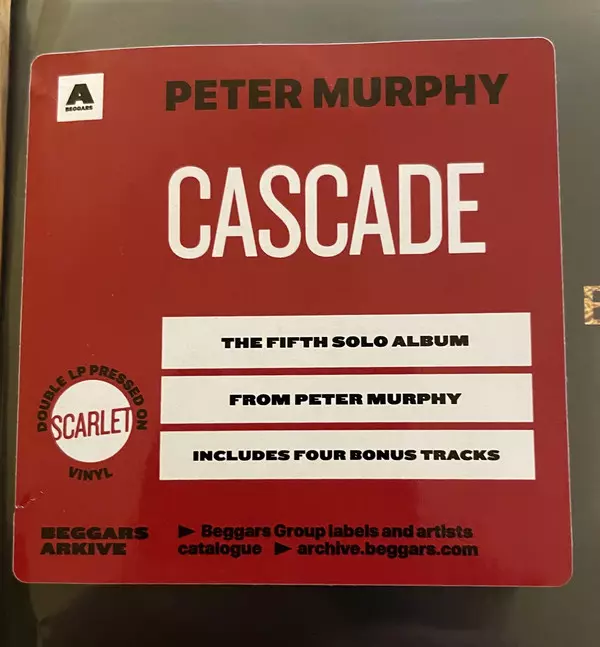 A
BEGGARS
PETER MURPHY
CASCADE
THE FIFTH SOLO ALBUM
FROM PETER MURPHY
INCLUDES FOUR BONUS TRACKS
DOUBLE LP PRESSED ON
SCARLET
VINYL
BEGGARS
ARKIVE
▶ Beggars Group labels and artists
catalogue ▶ archive.beggars.com